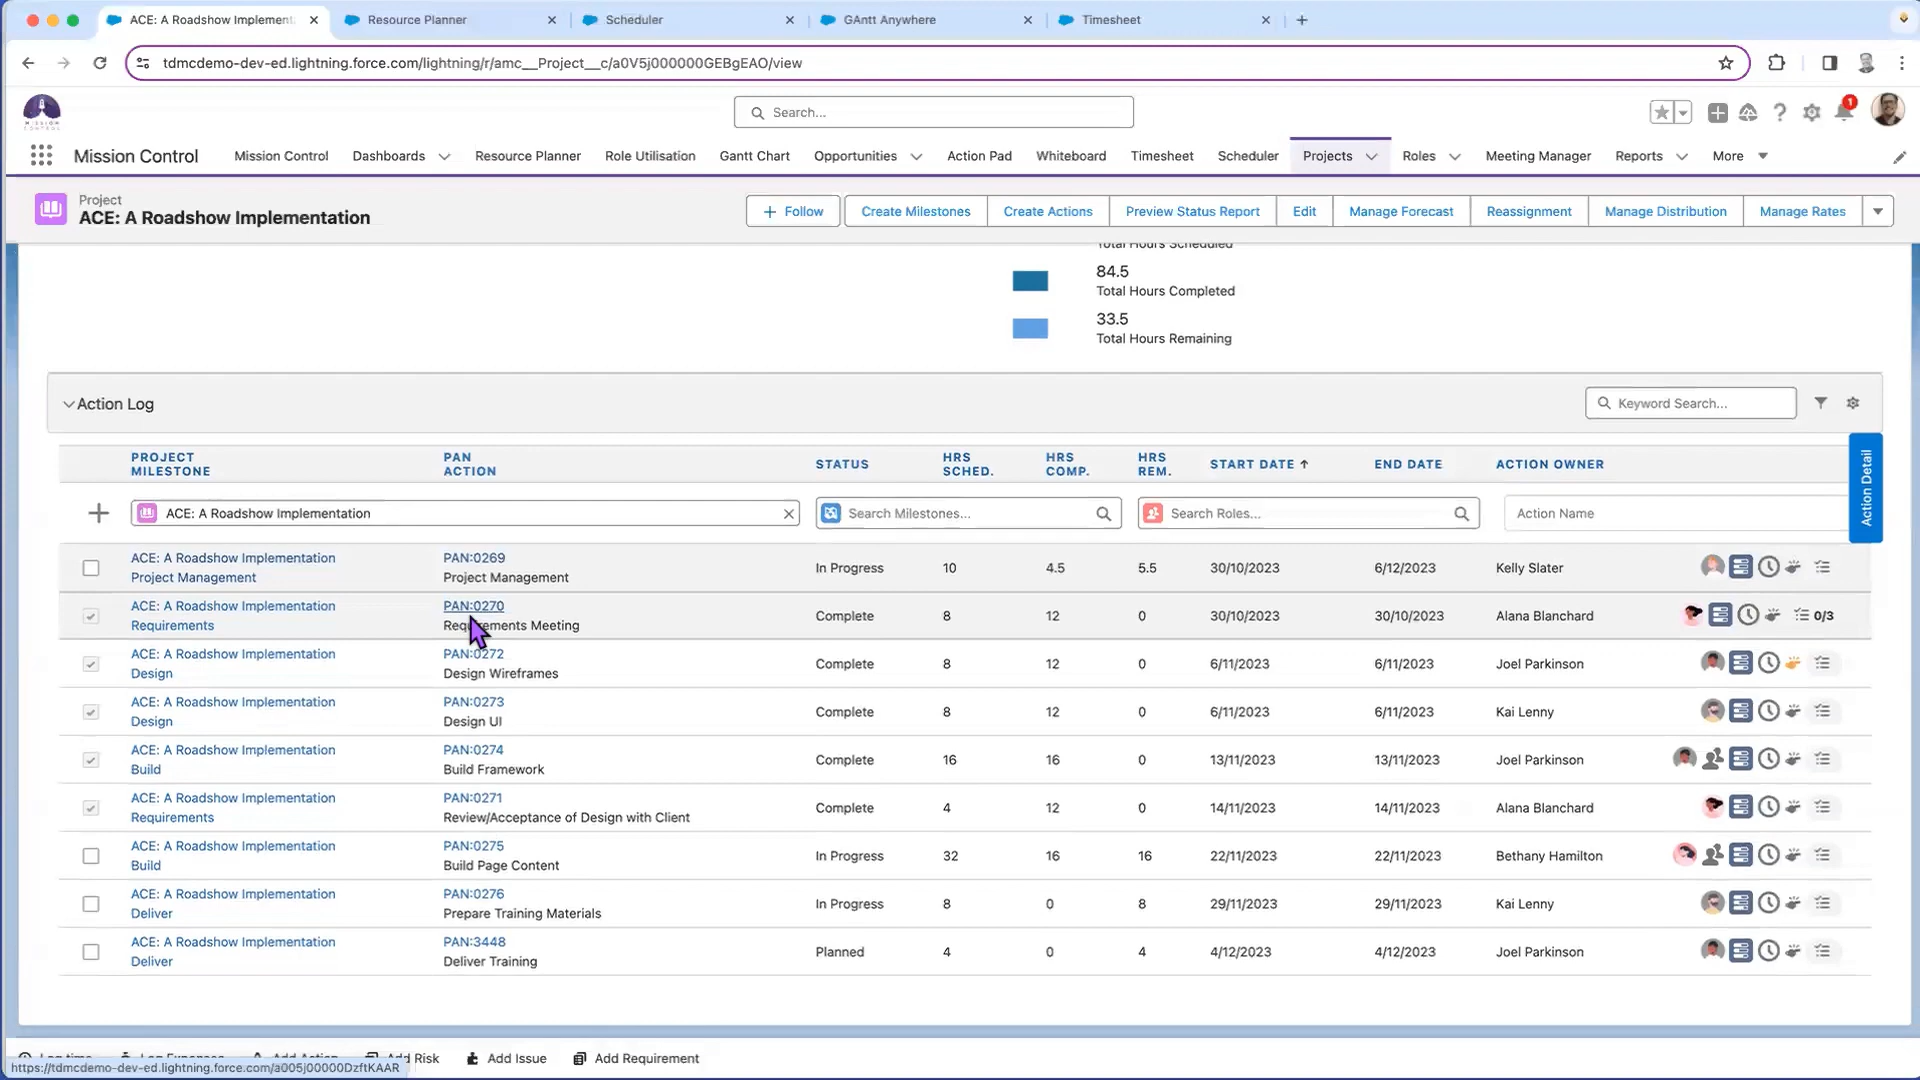 ACE: A Roadshow Implement
Resource Planner
Scheduler
GAntt Anywhere
Timesheet
tdmcdemo-dev-ed.lightning.force.com/lightning/r/amc__Project__c/a0V5j000000GEBgEAO/view
MISSION CONTROL
Search...
1
Mission Control
Mission Control
Dashboards
Resource Planner
Role Utilisation
Gantt Chart
Opportunities
Action Pad
Whiteboard
Timesheet
Scheduler
Projects
Roles
Meeting Manager
Reports
More
Project
ACE: A Roadshow Implementation
Follow
Create Milestones
Create Actions
Preview Status Report
Edit
Manage Forecast
Reassignment
Manage Distribution
Manage Rates
Total Hours Scheduled
84.5
Total Hours Completed
33.5
Total Hours Remaining
Action Log
Keyword Search...
PROJECT MILESTONE
PAN ACTION
STATUS
HRS SCHED.
HRS COMP.
HRS REM.
START DATE
END DATE
ACTION OWNER
Action Detail
ACE: A Roadshow Implementation
Search Milestones...
Search Roles...
Action Name
ACE: A Roadshow Implementation PAN:0269
Project Management Project Management In Progress 10 4.5 5.5 30/10/2023 6/12/2023 Kelly Slater
ACE: A Roadshow Implementation PAN:0270
Requirements Requirements Meeting Complete 8 12 0 30/10/2023 30/10/2023 Alana Blanchard 0/3
ACE: A Roadshow Implementation PAN:0272
Design Design Wireframes Complete 8 12 0 6/11/2023 6/11/2023 Joel Parkinson
ACE: A Roadshow Implementation PAN:0273
Design Design UI Complete 8 12 0 6/11/2023 6/11/2023 Kai Lenny
ACE: A Roadshow Implementation PAN:0274
Build Build Framework Complete 16 16 0 13/11/2023 13/11/2023 Joel Parkinson
ACE: A Roadshow Implementation PAN:0271
Requirements Review/Acceptance of Design with Client Complete 4 12 0 14/11/2023 14/11/2023 Alana Blanchard
ACE: A Roadshow Implementation PAN:0275
Build Build Page Content In Progress 32 16 16 22/11/2023 22/11/2023 Bethany Hamilton
ACE: A Roadshow Implementation PAN:0276
Deliver Prepare Training Materials In Progress 8 0 8 29/11/2023 29/11/2023 Kai Lenny
ACE: A Roadshow Implementation PAN:3448
Deliver Deliver Training Planned 4 0 4 4/12/2023 4/12/2023 Joel Parkinson
Log time
Log Expenses
Add Action
Add Risk
Add Issue
Add Requirement
https://tdmcdemo-dev-ed.lightning.force.com/a005j00000DzftKAAR